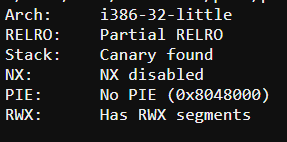 Arch:     i386-32-little
RELRO:    Partial RELRO
Stack:    Canary found
NX:       NX disabled
PIE:      No PIE (0x8048000)
RWX:      Has RWX segments